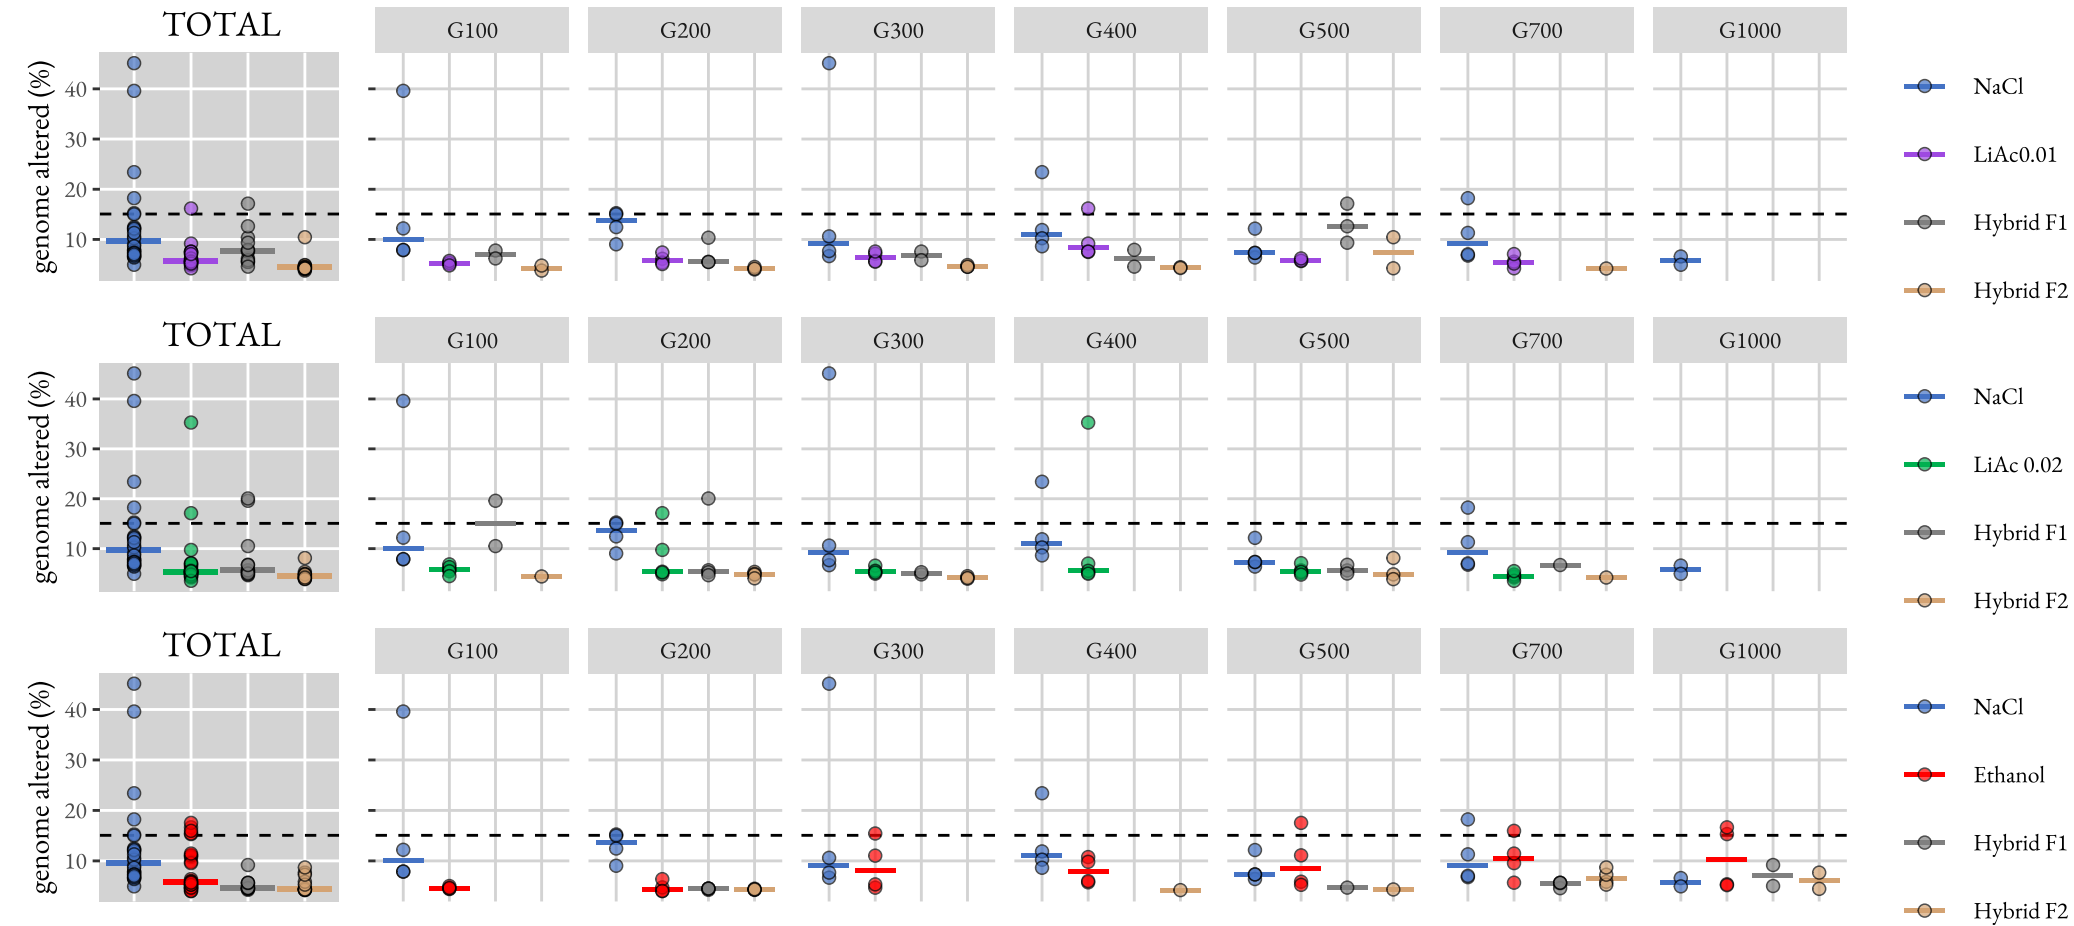 TOTAL G100 G200 G300 G400 G500 G700 G1000
genome altered (%)
40
30
20
10
NaCl
LiAc0.01
Hybrid F1
Hybrid F2
TOTAL G100 G200 G300 G400 G500 G700 G1000
genome altered (%)
40
30
20
10
NaCl
LiAc 0.02
Hybrid F1
Hybrid F2
TOTAL G100 G200 G300 G400 G500 G700 G1000
genome altered (%)
40
30
20
10
NaCl
Ethanol
Hybrid F1
Hybrid F2